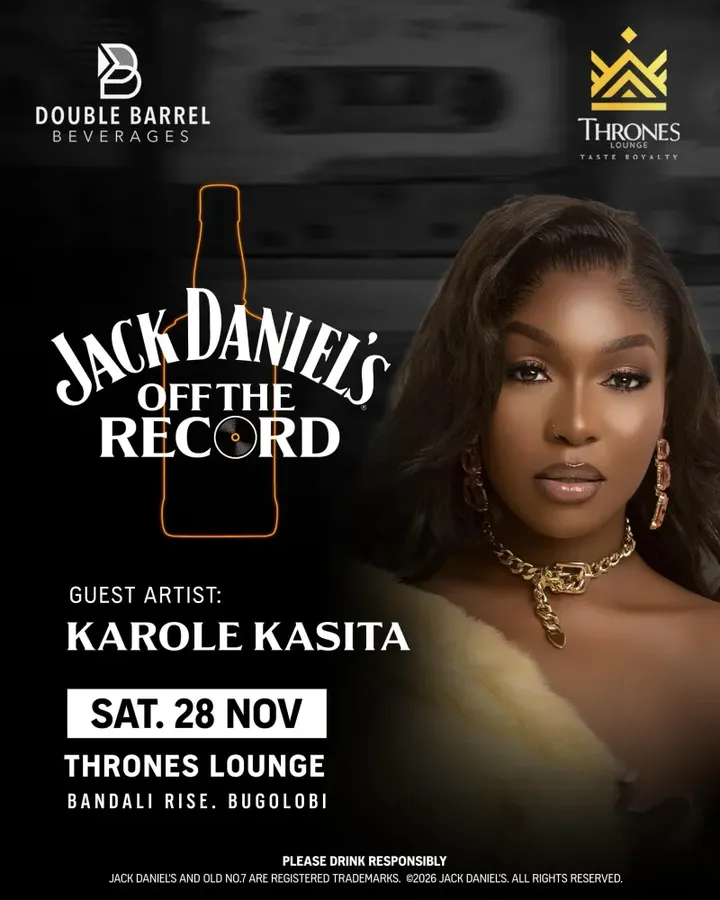 DOUBLE BARREL
BEVERAGES
THRONES
LOUNGE
TASTE ROYALTY
JACK DANIEL'S
OFF THE
RECORD
®
GUEST ARTIST:
KAROLE KASITA
SAT. 28 NOV
THRONES LOUNGE
BANDALI RISE. BUGOLOBI
PLEASE DRINK RESPONSIBLY
JACK DANIEL'S AND OLD NO.7 ARE REGISTERED TRADEMARKS. ©2026 JACK DANIEL'S. ALL RIGHTS RESERVED.